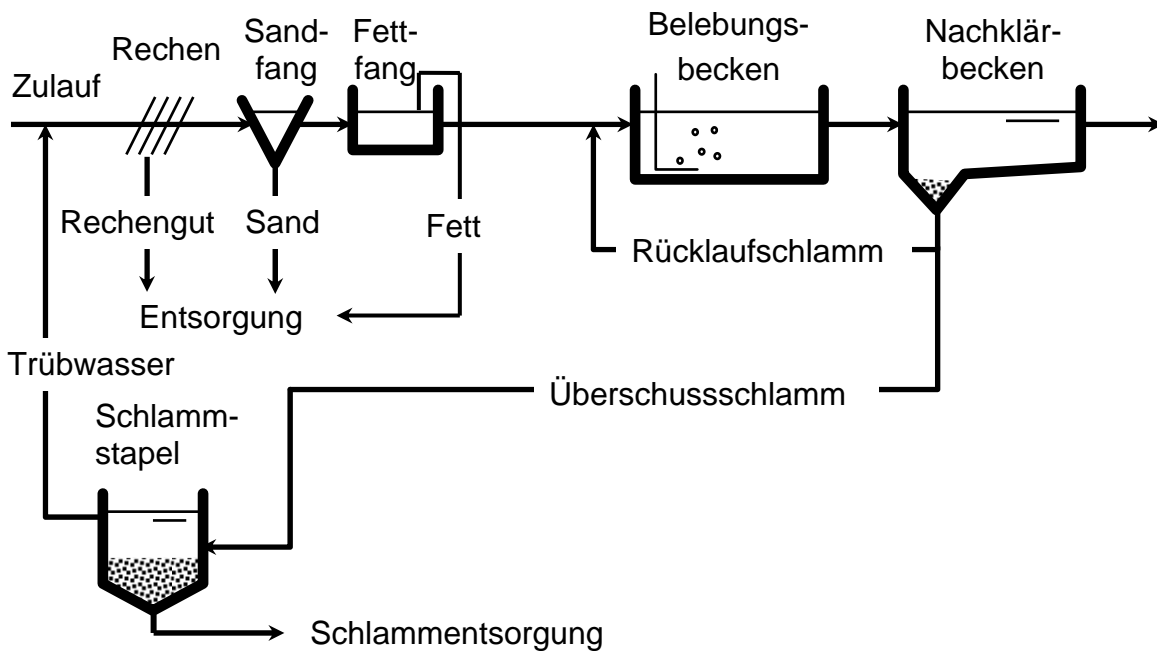 Zulauf
Rechen
Sand-
fang
Fett-
fang
Belebungs-
becken
Nachklär-
becken
Rechengut
Sand
Fett
Rücklaufschlamm
Entsorgung
Trübwasser
Überschussschlamm
Schlamm-
stapel
Schlammentsorgung